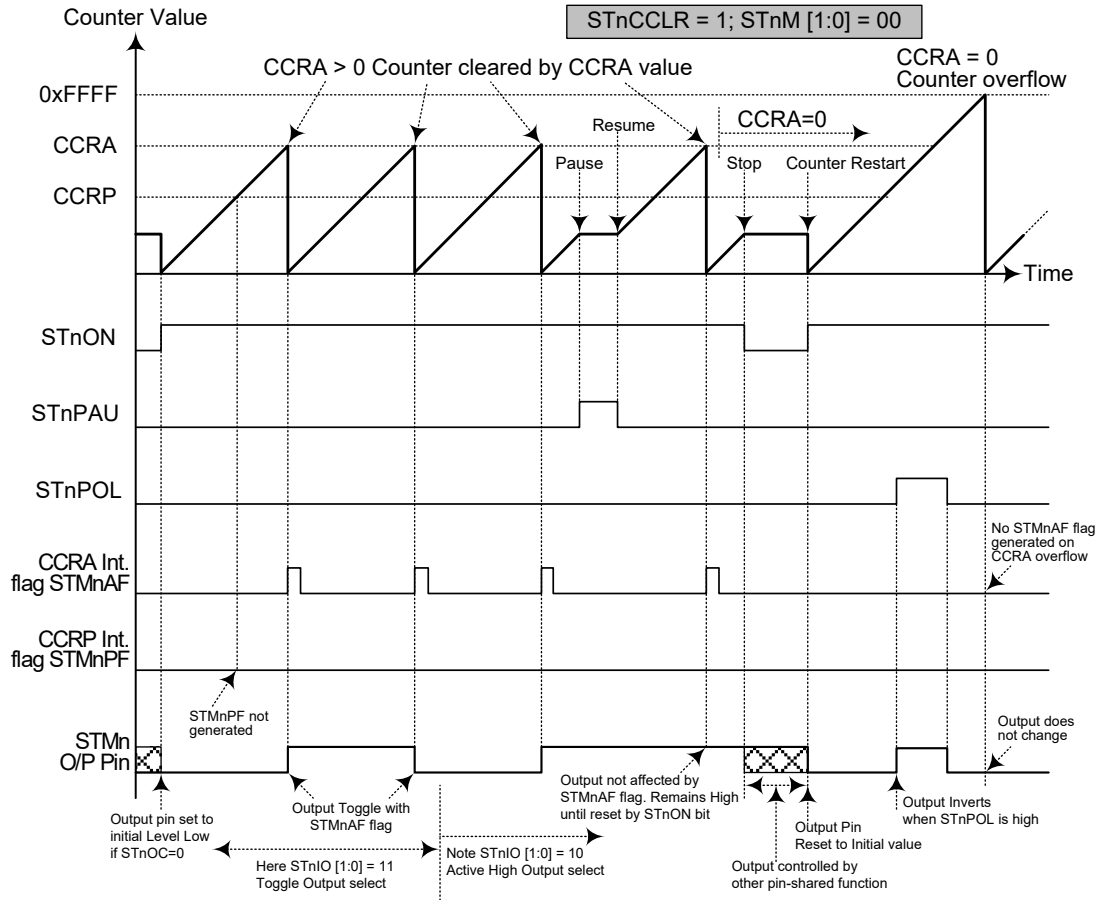 Counter Value
STnCCLR = 1; STnM [1:0] = 00
CCRA > 0 Counter cleared by CCRA value
CCRA = 0
Counter overflow
0xFFFF
CCRA
CCRP
Pause
Resume
CCRA=0
Stop
Counter Restart
Time
STnON
STnPAU
STnPOL
CCRA Int.
flag STMnAF
No STMnAF flag
generated on
CCRA overflow
CCRP Int.
flag STMnPF
STMnPF not
generated
STMn
O/P Pin
Output does
not change
Output pin set to
initial Level Low
if STnOC=0
Output Toggle with
STMnAF flag
Here STnIO [1:0] = 11
Toggle Output select
Note STnIO [1:0] = 10
Active High Output select
Output not affected by
STMnAF flag. Remains High
until reset by STnON bit
Output controlled by
other pin-shared function
Output Pin
Reset to Initial value
Output Inverts
when STnPOL is high